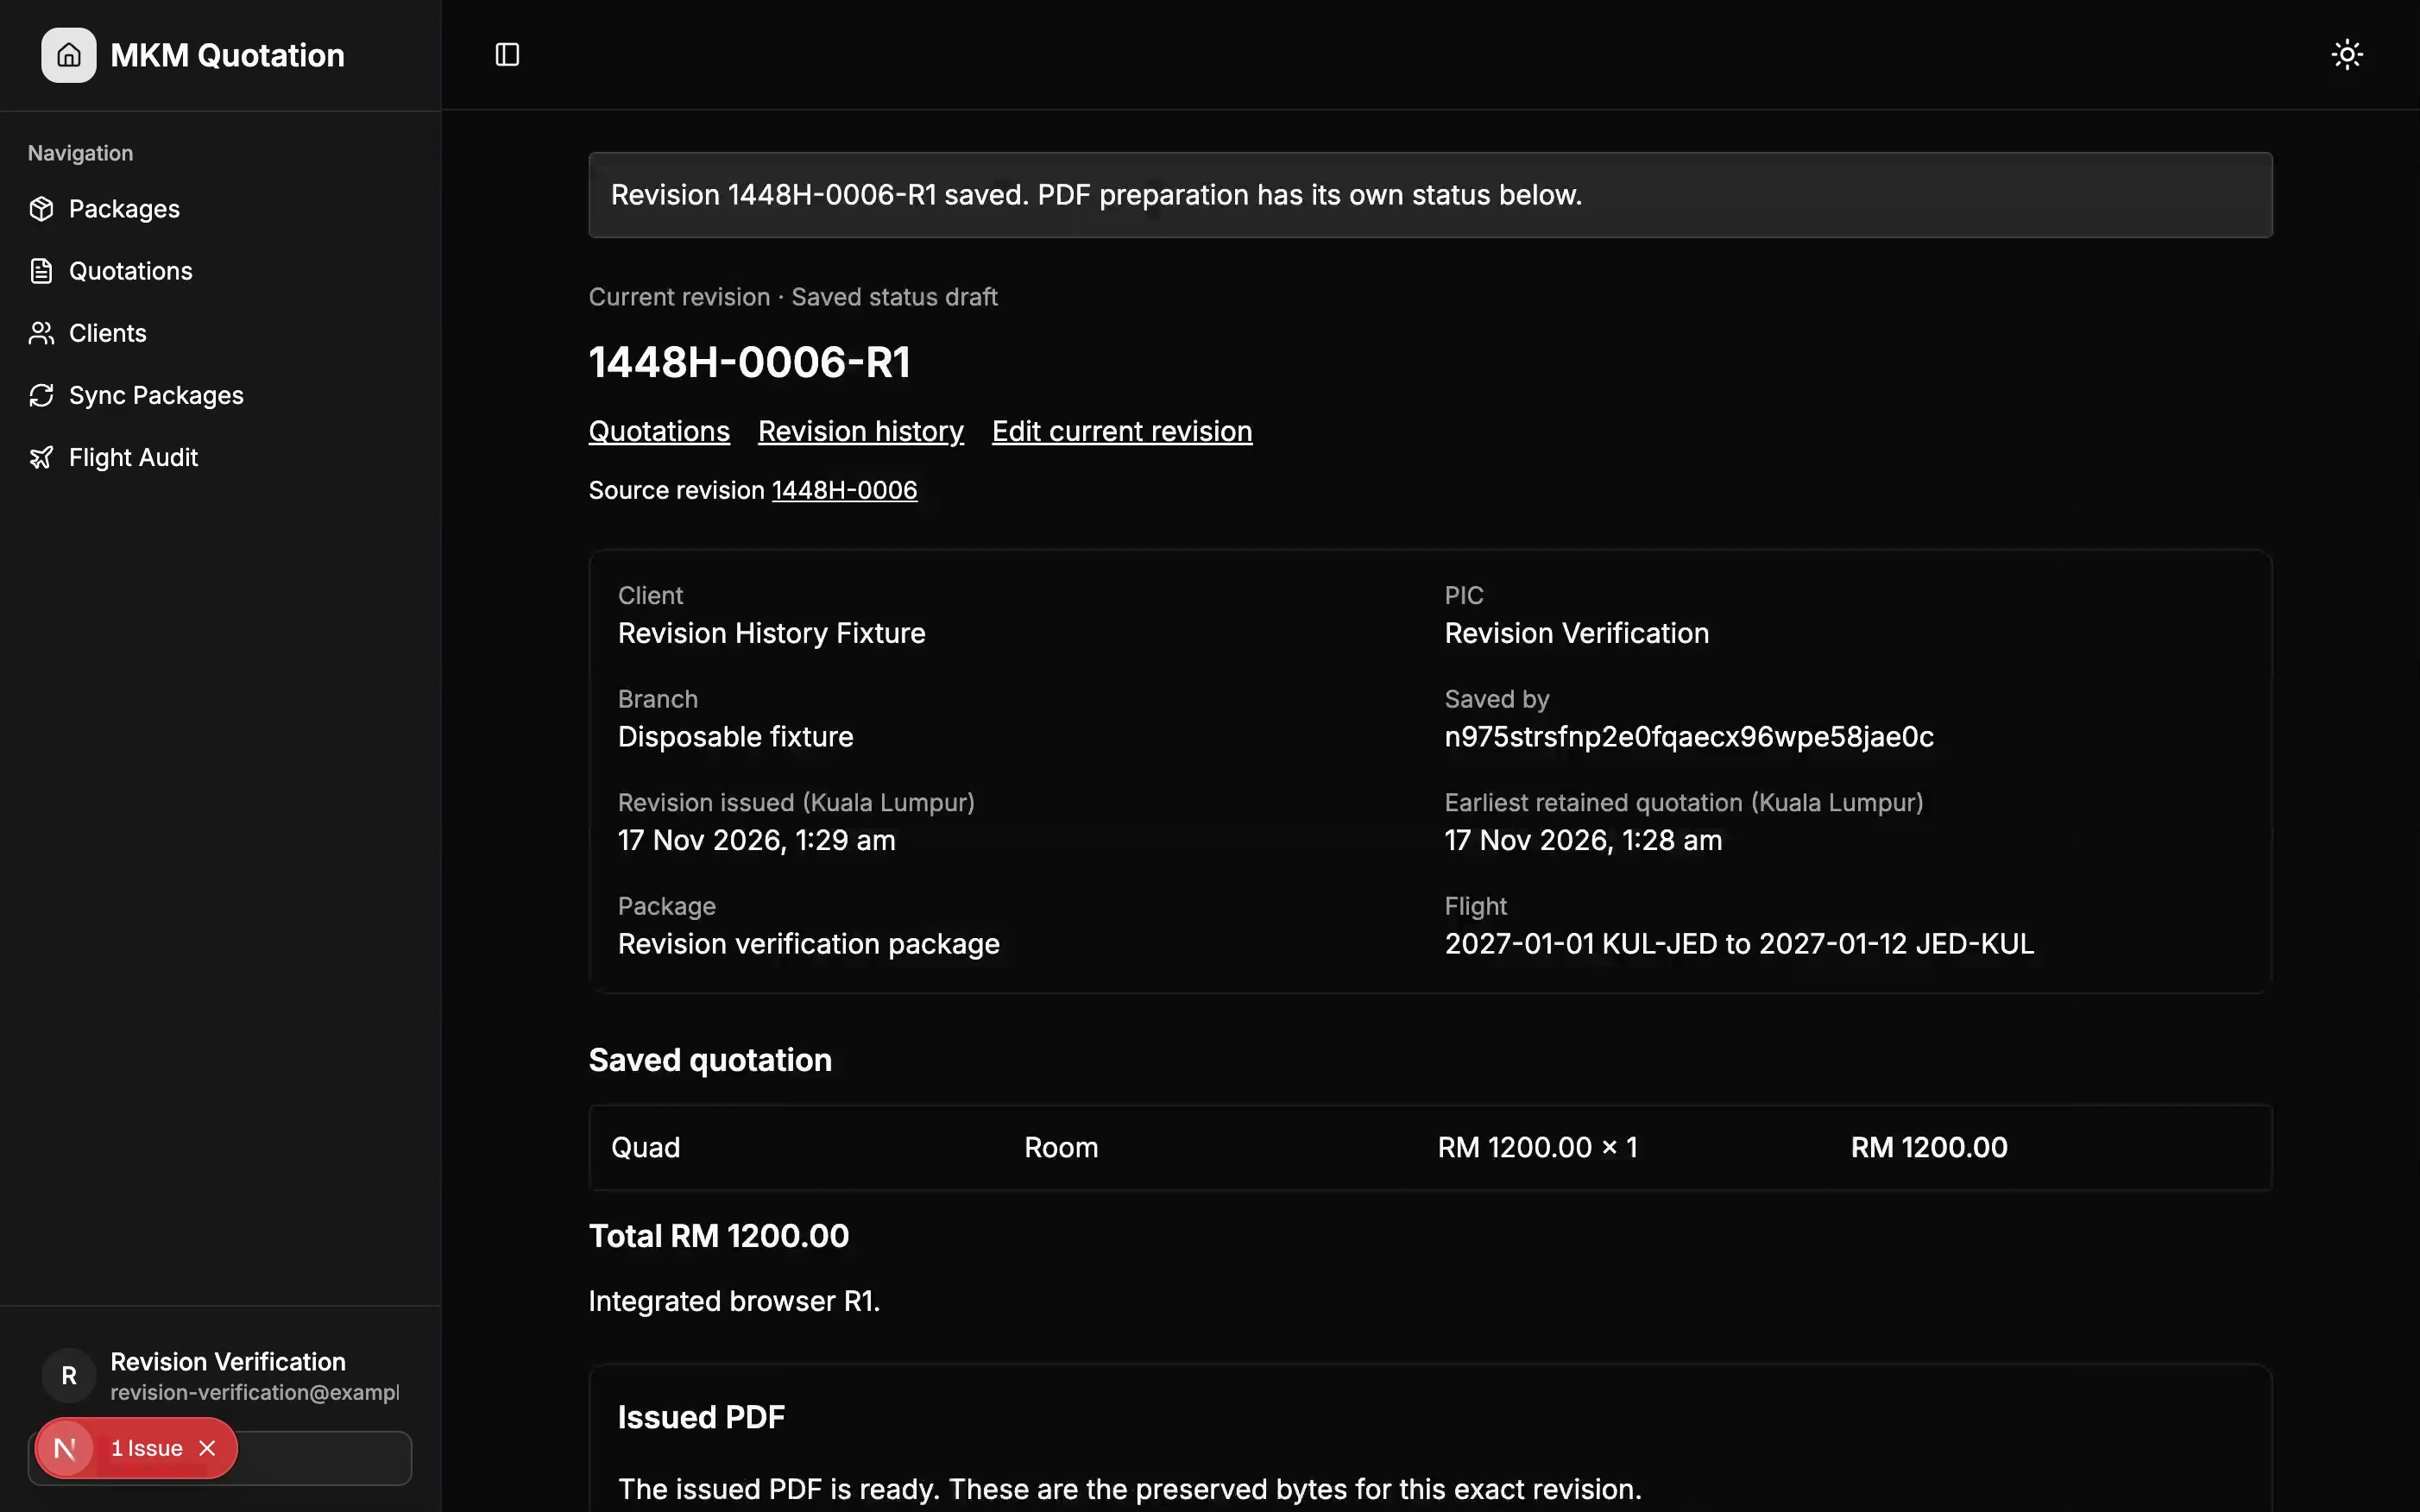 MKM Quotation
Navigation
Packages
Quotations
Clients
Sync Packages
Flight Audit
Revision 1448H-0006-R1 saved. PDF preparation has its own status below.
Current revision · Saved status draft
1448H-0006-R1
Quotations Revision history Edit current revision
Source revision 1448H-0006
Client
Revision History Fixture
PIC
Revision Verification
Branch
Disposable fixture
Saved by
n975strsfnp2e0fqaecx96wpe58jae0c
Revision issued (Kuala Lumpur)
17 Nov 2026, 1:29 am
Earliest retained quotation (Kuala Lumpur)
17 Nov 2026, 1:28 am
Package
Revision verification package
Flight
2027-01-01 KUL-JED to 2027-01-12 JED-KUL
Saved quotation
Quad Room RM 1200.00 × 1 RM 1200.00
Total RM 1200.00
Integrated browser R1.
Issued PDF
The issued PDF is ready. These are the preserved bytes for this exact revision.
R
Revision Verification
revision-verification@exampl
N 1 Issue